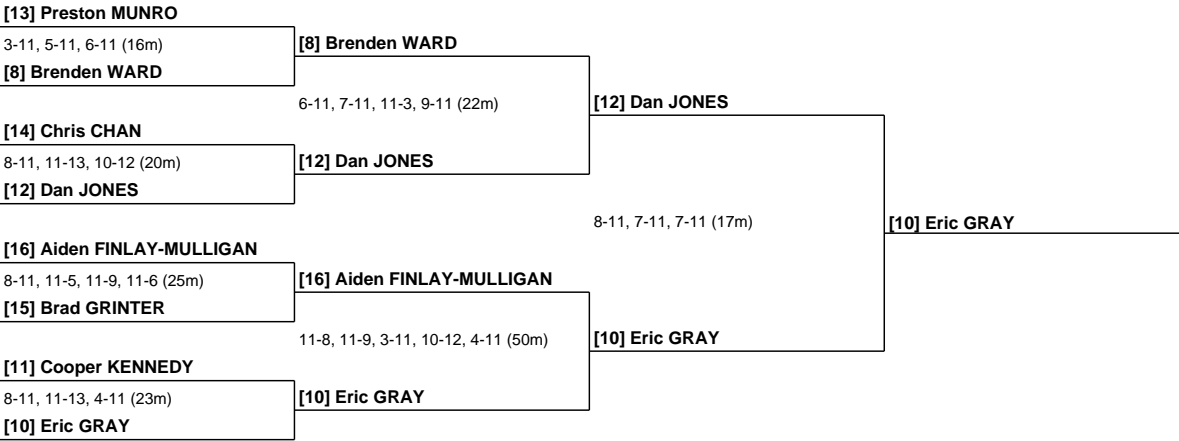 [13] Preston MUNRO
3-11, 5-11, 6-11 (16m)
[8] Brenden WARD
[8] Brenden WARD
6-11, 7-11, 11-3, 9-11 (22m)
[12] Dan JONES
[14] Chris CHAN
8-11, 11-13, 10-12 (20m)
[12] Dan JONES
[12] Dan JONES
8-11, 7-11, 7-11 (17m)
[10] Eric GRAY
[16] Aiden FINLAY-MULLIGAN
8-11, 11-5, 11-9, 11-6 (25m)
[16] Aiden FINLAY-MULLIGAN
[15] Brad GRINTER
11-8, 11-9, 3-11, 10-12, 4-11 (50m)
[10] Eric GRAY
[11] Cooper KENNEDY
8-11, 11-13, 4-11 (23m)
[10] Eric GRAY
[10] Eric GRAY